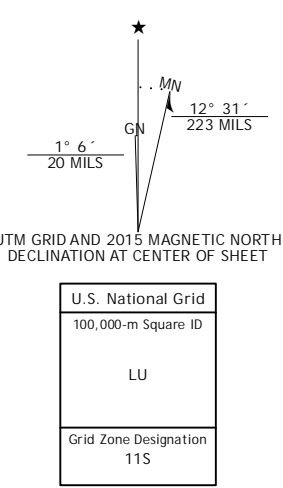 ★
MN
GN
12° 31´
223 MILS
1° 6´
20 MILS
UTM GRID AND 2015 MAGNETIC NORTH
DECLINATION AT CENTER OF SHEET
U.S. National Grid
100,000-m Square ID
LU
Grid Zone Designation
11S